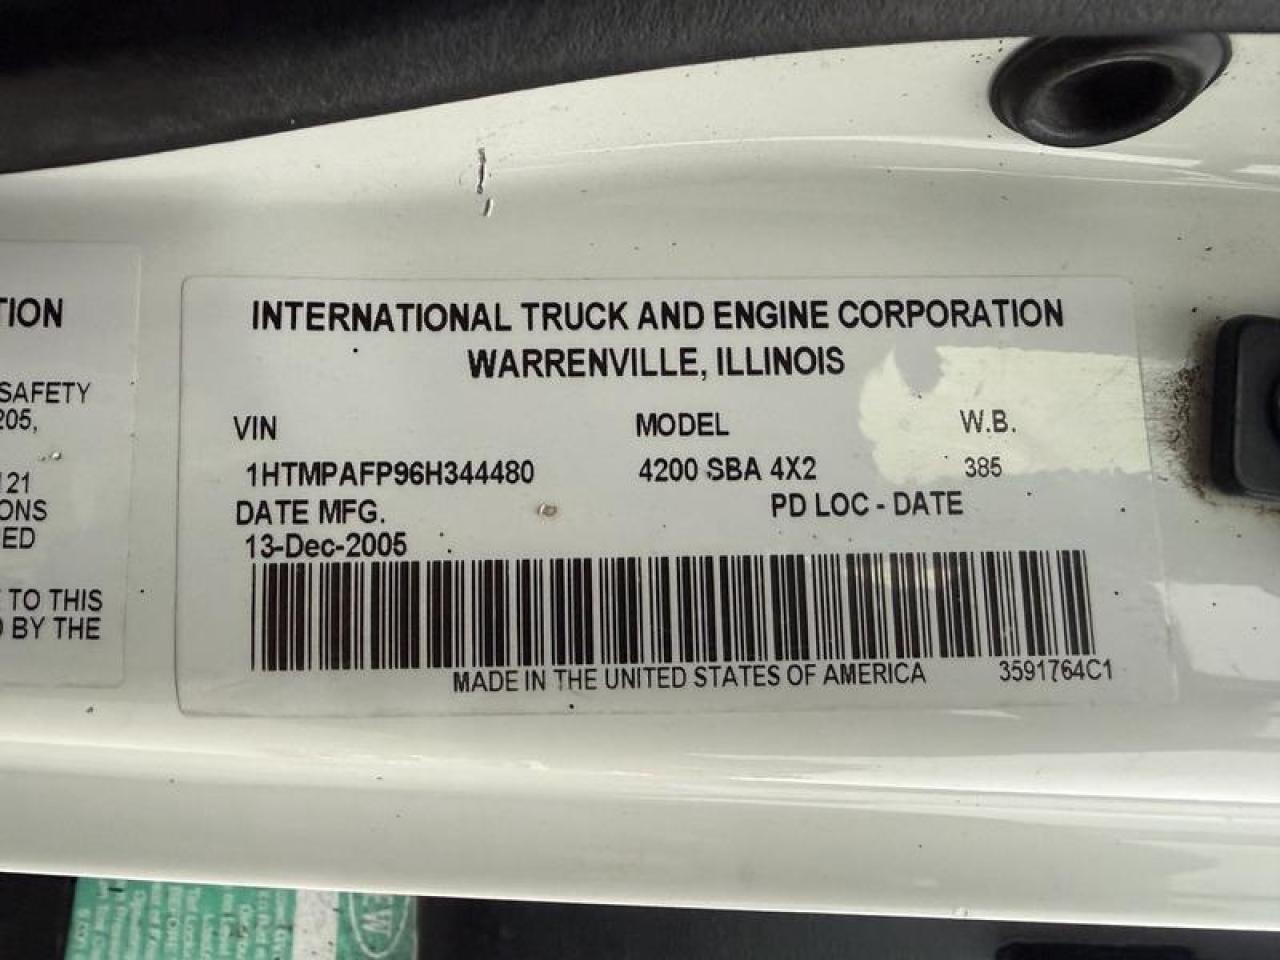 TION
SAFETY
205,
121
ONS
ED
TO THIS
BY THE
INTERNATIONAL TRUCK AND ENGINE CORPORATION
WARRENVILLE, ILLINOIS
VIN MODEL W.B.
1HTMPAFP96H344480 4200 SBA 4X2 385
DATE MFG. PD LOC - DATE
13-Dec-2005
MADE IN THE UNITED STATES OF AMERICA 3591764C1